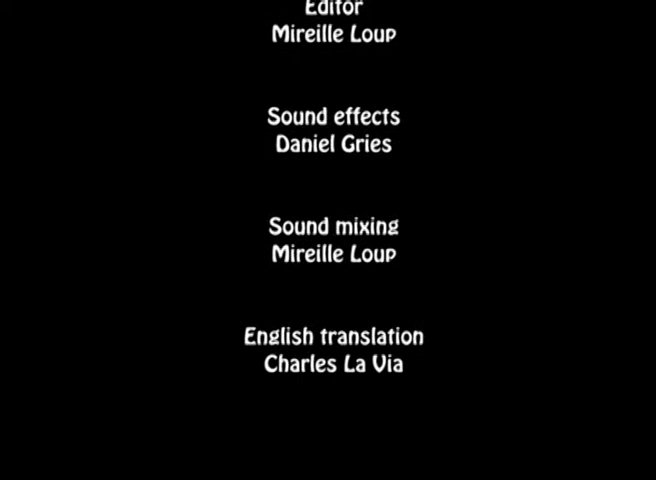 Editor
Mireille Loup
Sound effects
Daniel Gries
Sound mixing
Mireille Loup
English translation
Charles La Via